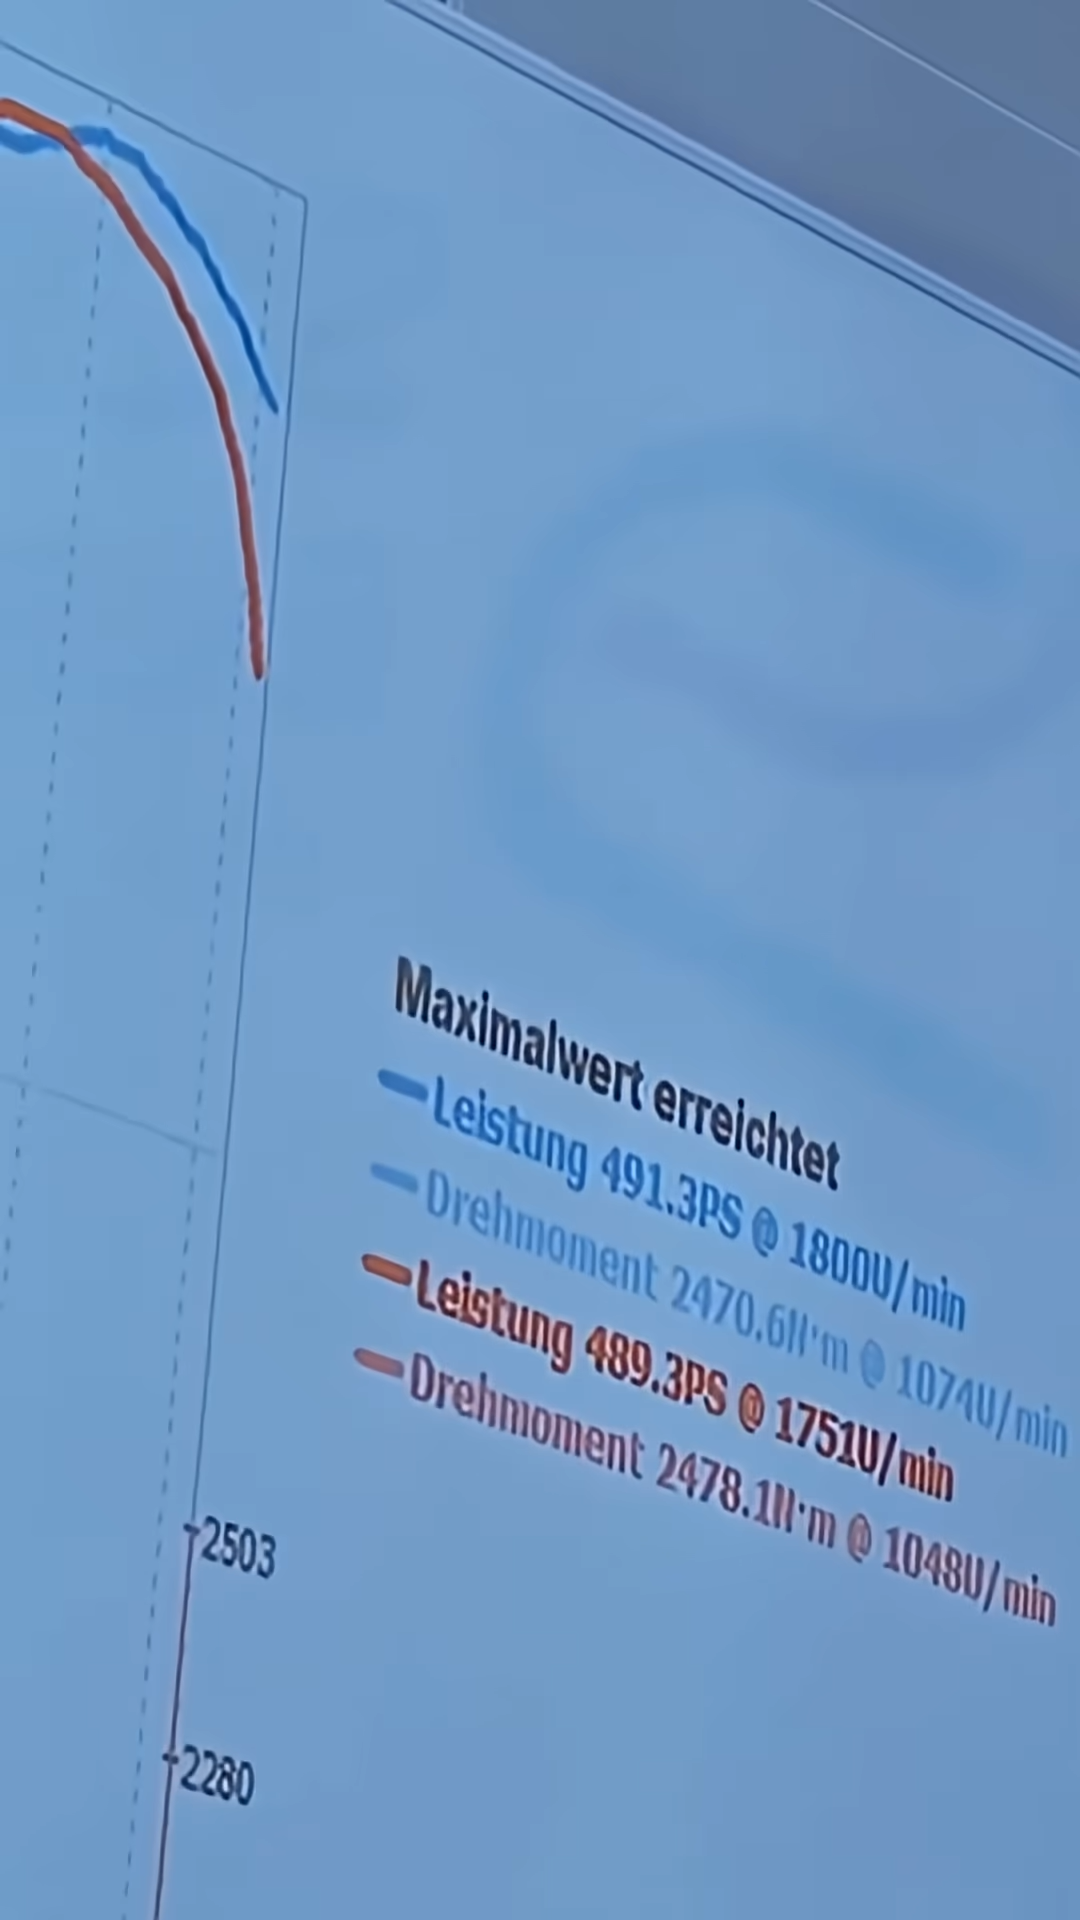 Maximalwert erreichtet
Leistung 491.3PS @ 1800U/min
Drehmoment 2470.6N·m @ 1074U/min
Leistung 489.3PS @ 1751U/min
Drehmoment 2478.1N·m @ 1048U/min
2503
2280